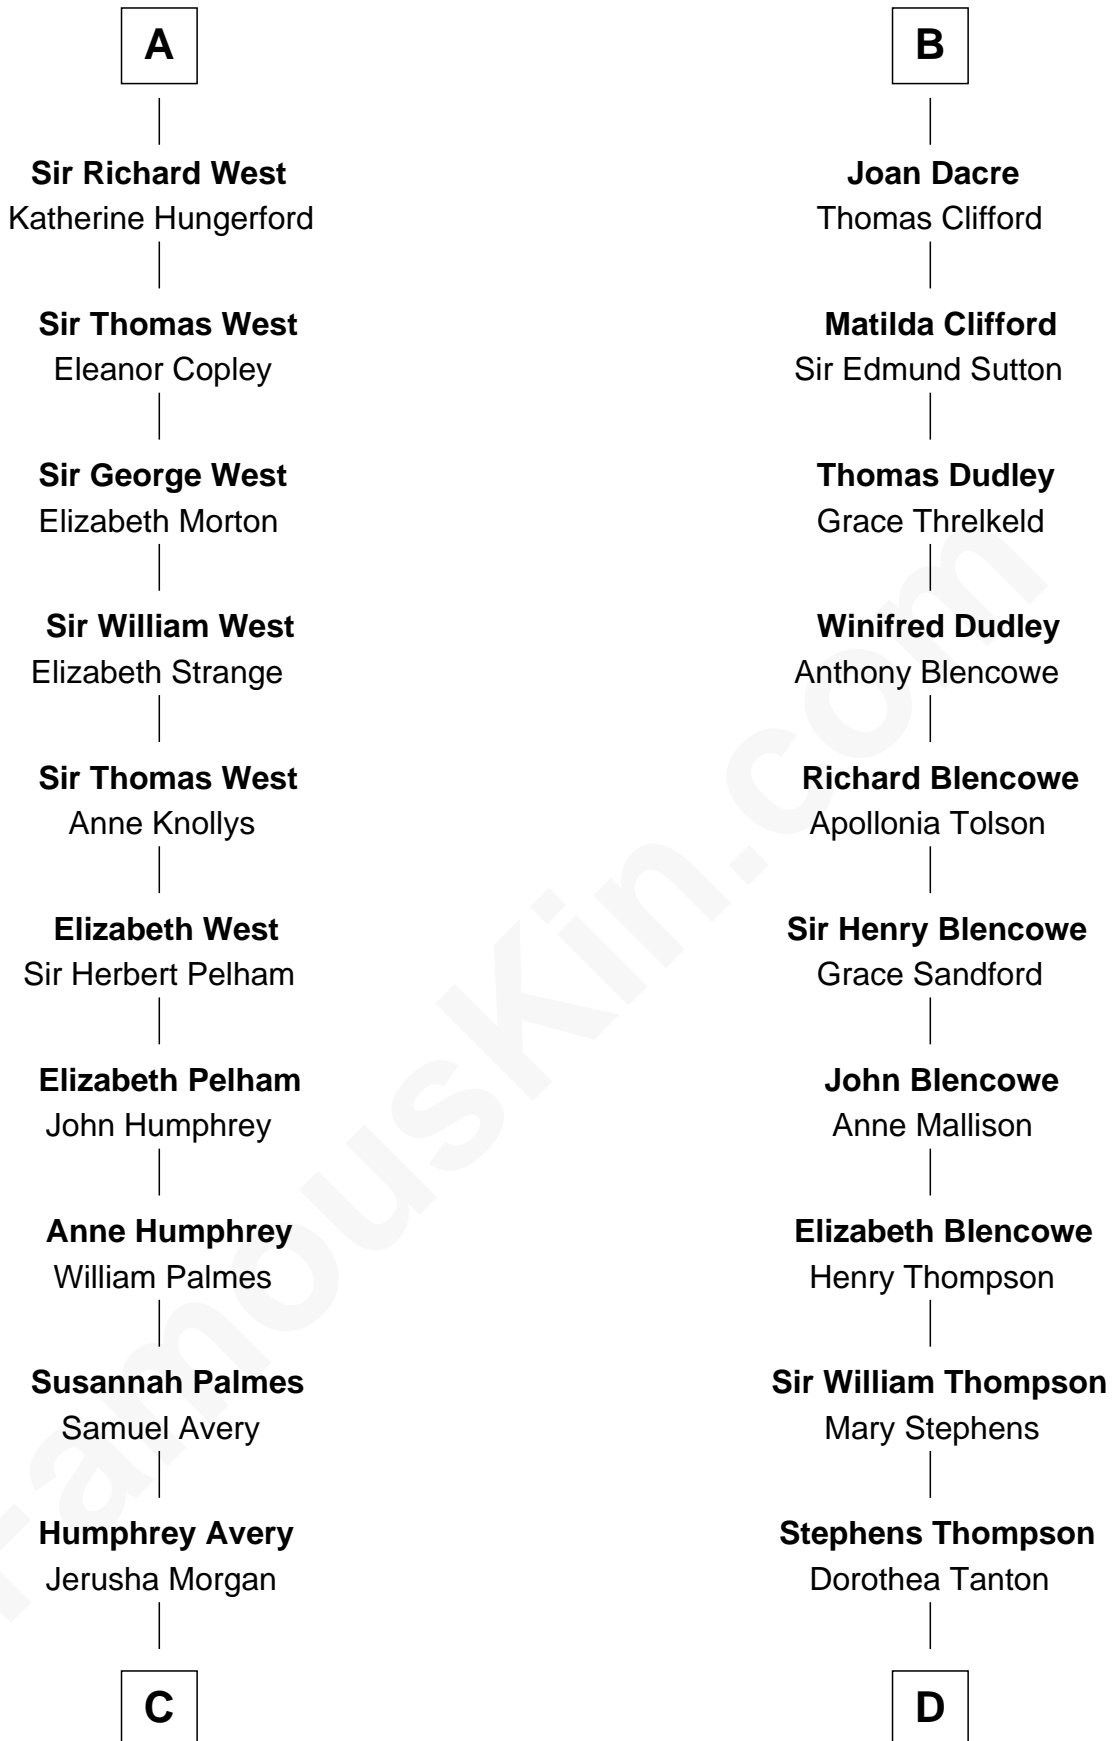 A
Sir Richard West
Katherine Hungerford
Sir Thomas West
Eleanor Copley
Sir George West
Elizabeth Morton
Sir William West
Elizabeth Strange
Sir Thomas West
Anne Knollys
Elizabeth West
Sir Herbert Pelham
Elizabeth Pelham
John Humphrey
Anne Humphrey
William Palmes
Susannah Palmes
Samuel Avery
Humphrey Avery
Jerusha Morgan
C
B
Joan Dacre
Thomas Clifford
Matilda Clifford
Sir Edmund Sutton
Thomas Dudley
Grace Threlkeld
Winifred Dudley
Anthony Blencowe
Richard Blencowe
Apollonia Tolson
Sir Henry Blencowe
Grace Sandford
John Blencowe
Anne Mallison
Elizabeth Blencowe
Henry Thompson
Sir William Thompson
Mary Stephens
Stephens Thompson
Dorothea Tanton
D
FamousKin.com